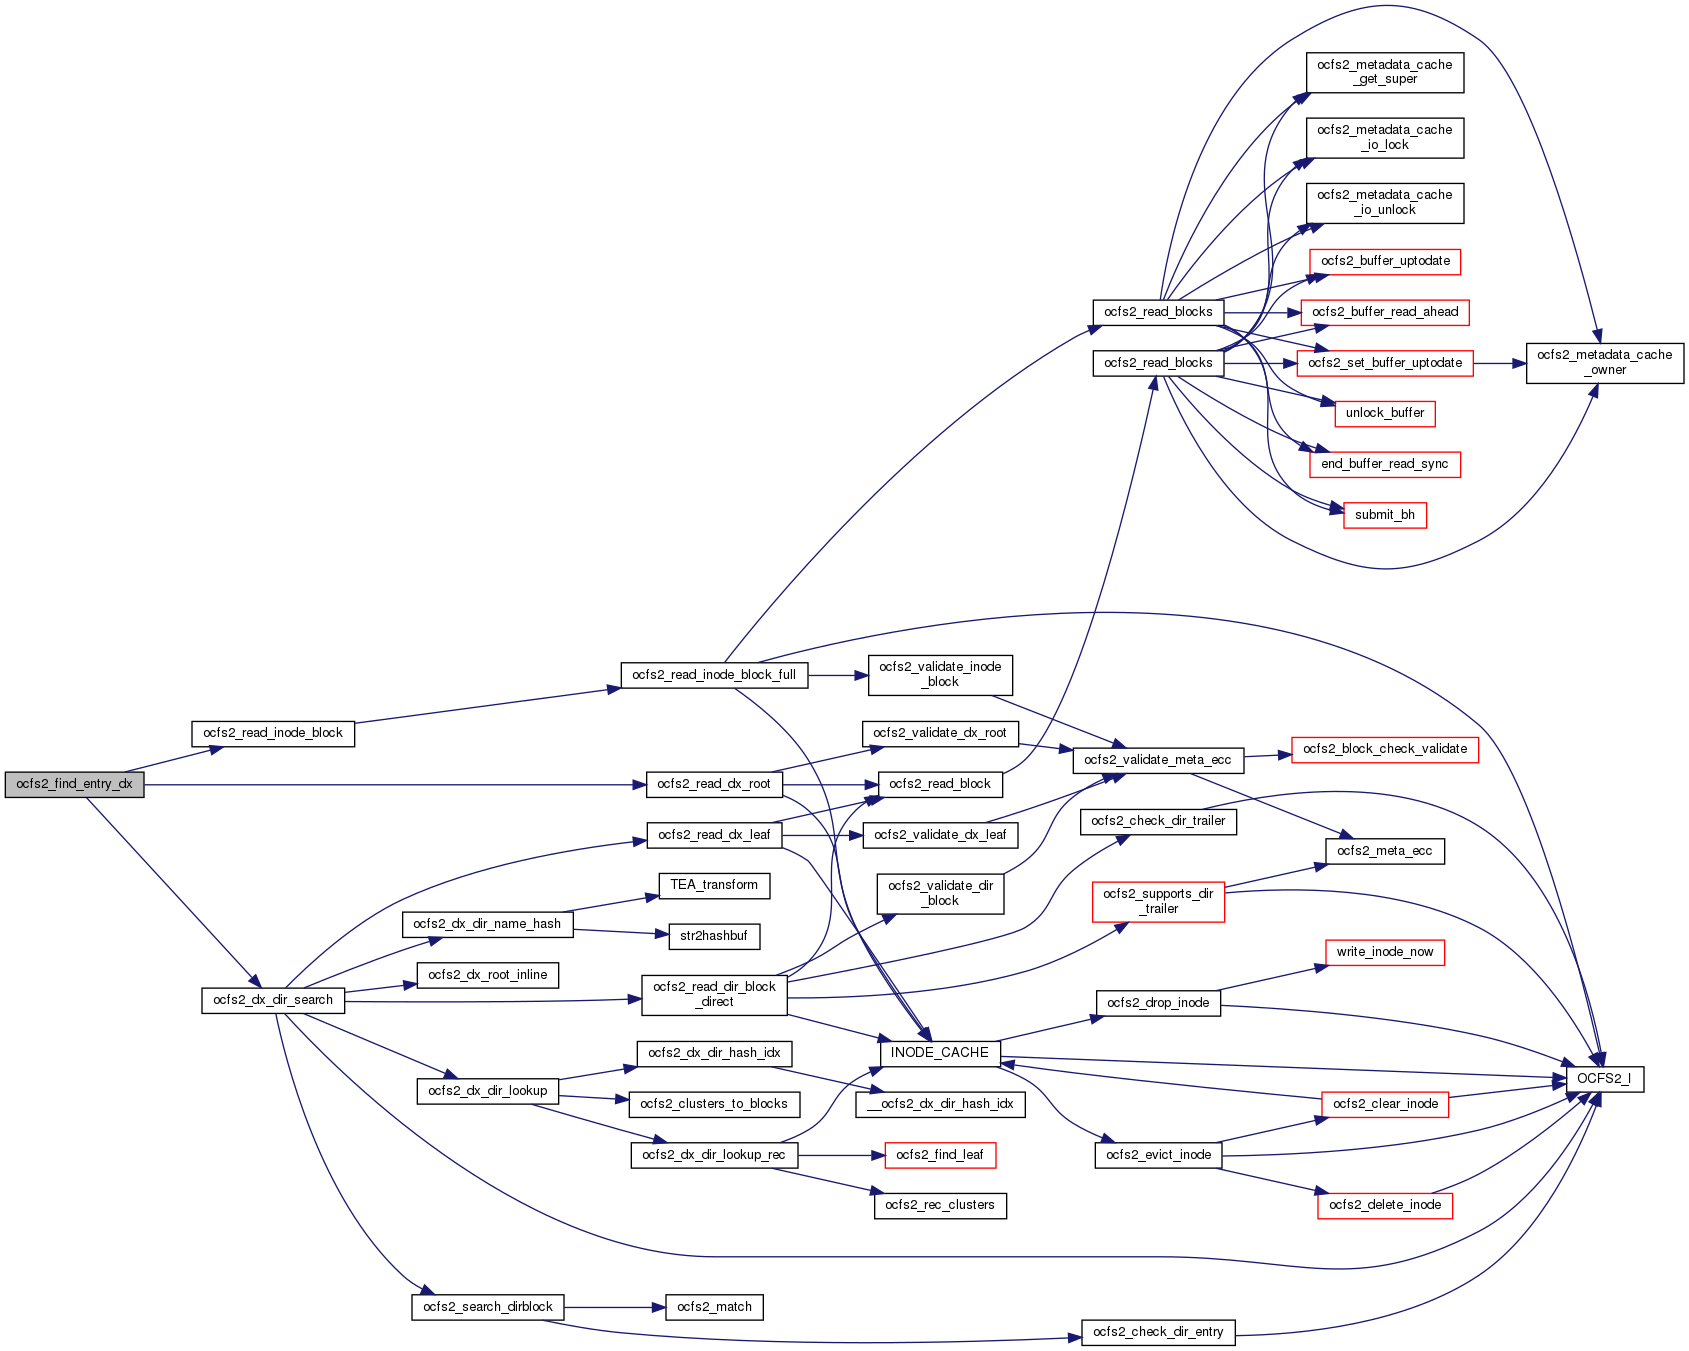 ocfs2_metadata_cache
_get_super
ocfs2_metadata_cache
_io_lock
ocfs2_metadata_cache
_io_unlock
ocfs2_buffer_uptodate
ocfs2_read_blocks
ocfs2_buffer_read_ahead
ocfs2_read_blocks
ocfs2_set_buffer_uptodate
ocfs2_metadata_cache
_owner
unlock_buffer
end_buffer_read_sync
submit_bh
ocfs2_read_inode_block_full
ocfs2_validate_inode
_block
ocfs2_read_inode_block
ocfs2_validate_dx_root
ocfs2_validate_meta_ecc
ocfs2_block_check_validate
ocfs2_find_entry_dx
ocfs2_read_dx_root
ocfs2_read_block
ocfs2_check_dir_trailer
ocfs2_read_dx_leaf
ocfs2_validate_dx_leaf
ocfs2_meta_ecc
TEA_transform
ocfs2_validate_dir
_block
ocfs2_supports_dir
_trailer
ocfs2_dx_dir_name_hash
str2hashbuf
write_inode_now
ocfs2_dx_root_inline
ocfs2_dx_dir_search
ocfs2_read_dir_block
_direct
ocfs2_drop_inode
ocfs2_dx_dir_hash_idx
INODE_CACHE
OCFS2_I
ocfs2_dx_dir_lookup
ocfs2_clusters_to_blocks
__ocfs2_dx_dir_hash_idx
ocfs2_clear_inode
ocfs2_dx_dir_lookup_rec
ocfs2_find_leaf
ocfs2_evict_inode
ocfs2_rec_clusters
ocfs2_delete_inode
ocfs2_search_dirblock
ocfs2_match
ocfs2_check_dir_entry